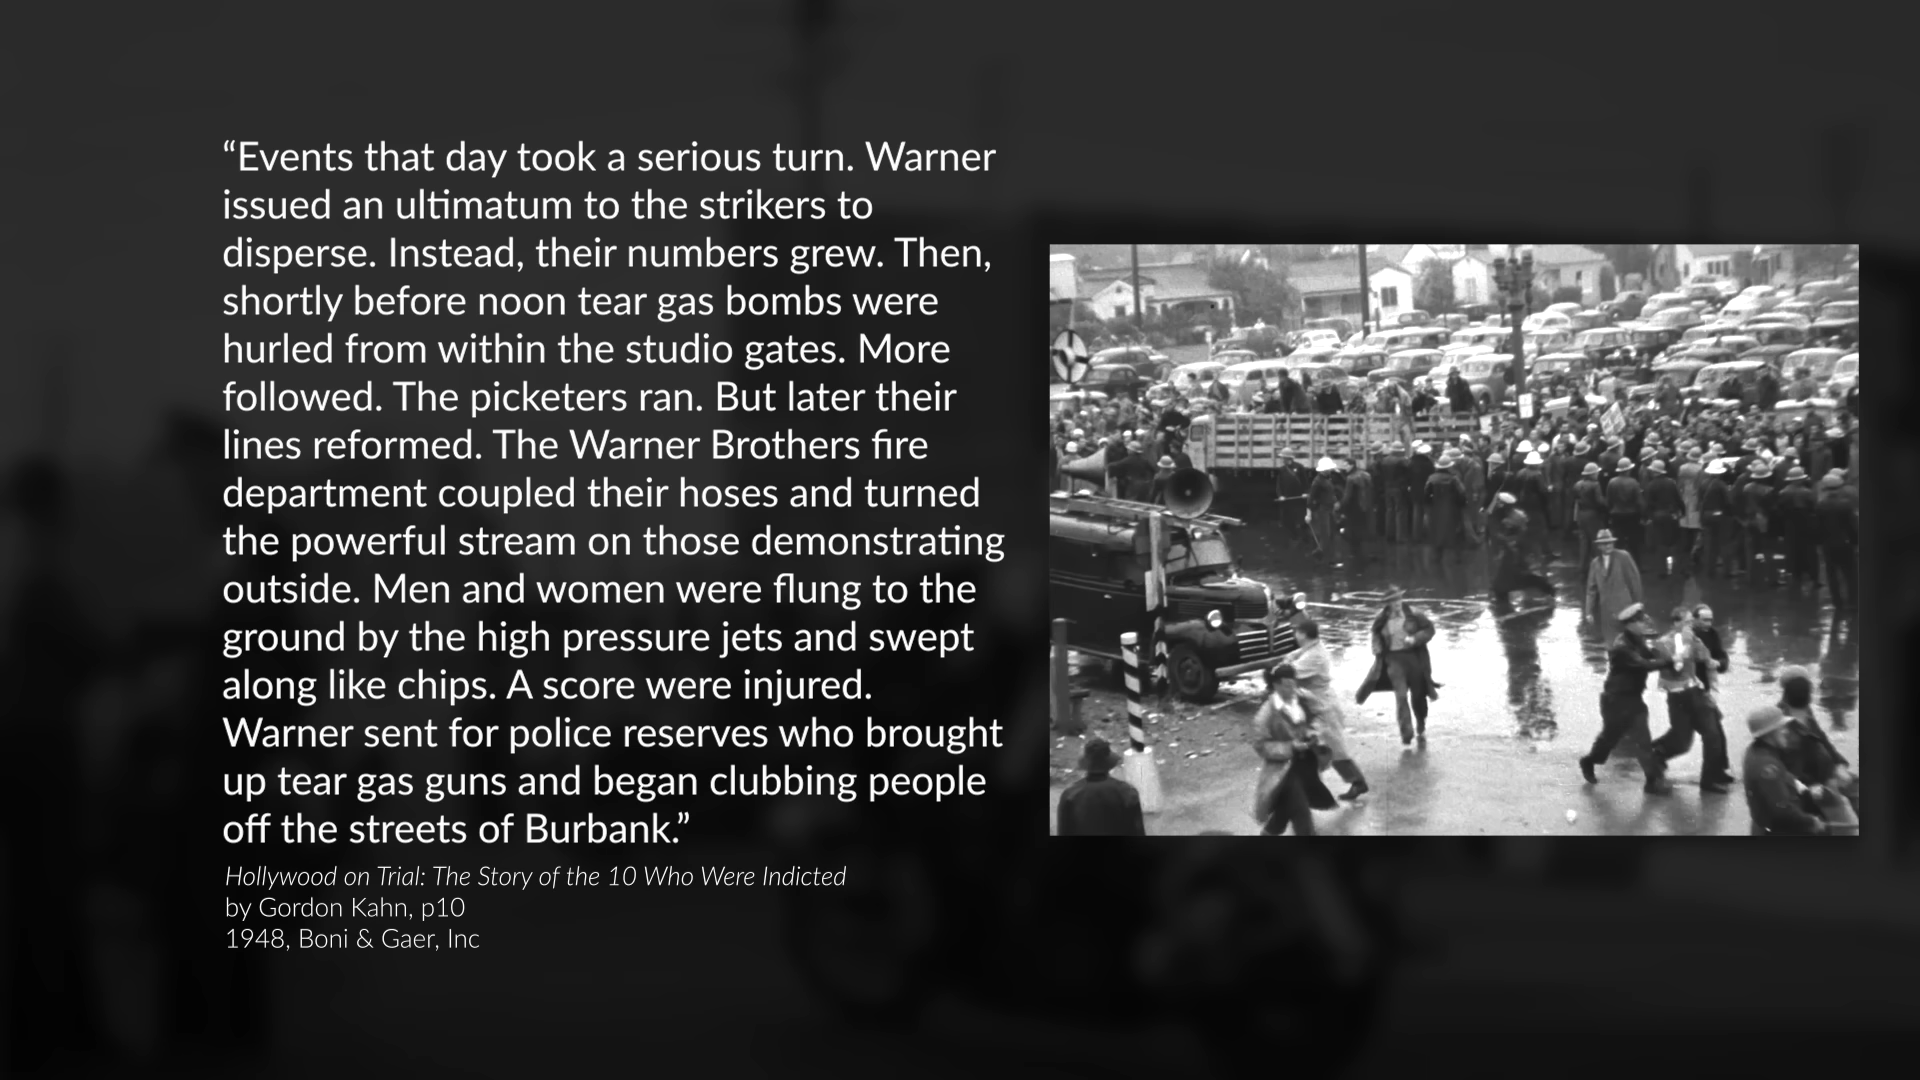 “Events that day took a serious turn. Warner
issued an ultimatum to the strikers to
disperse. Instead, their numbers grew. Then,
shortly before noon tear gas bombs were
hurled from within the studio gates. More
followed. The picketers ran. But later their
lines reformed. The Warner Brothers fire
department coupled their hoses and turned
the powerful stream on those demonstrating
outside. Men and women were flung to the
ground by the high pressure jets and swept
along like chips. A score were injured.
Warner sent for police reserves who brought
up tear gas guns and began clubbing people
off the streets of Burbank.”
Hollywood on Trial: The Story of the 10 Who Were Indicted
by Gordon Kahn, p10
1948, Boni & Gaer, Inc